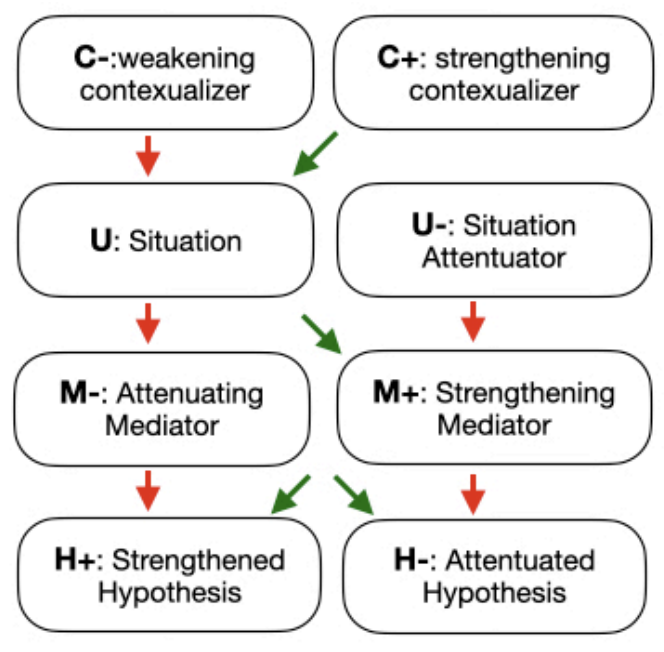 C-:weakening
contexualizer
C+: strengthening
contexualizer
U: Situation
U-: Situation
Attentuator
M-: Attenuating
Mediator
M+: Strengthening
Mediator
H+: Strengthened
Hypothesis
H-: Attentuated
Hypothesis